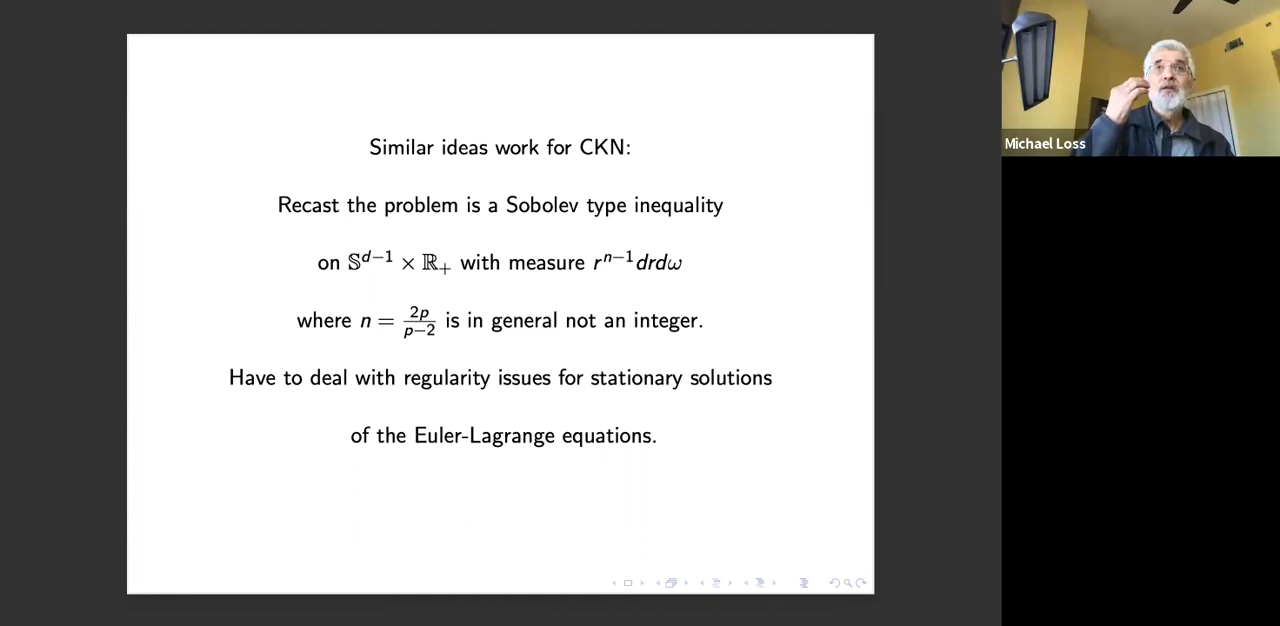 Similar ideas work for CKN:
Recast the problem is a Sobolev type inequality
on 𝕊^{d−1} × ℝ₊ with measure r^{n−1}drdω
where n = \frac{2p}{p−2} is in general not an integer.
Have to deal with regularity issues for stationary solutions
of the Euler-Lagrange equations.
Michael Loss